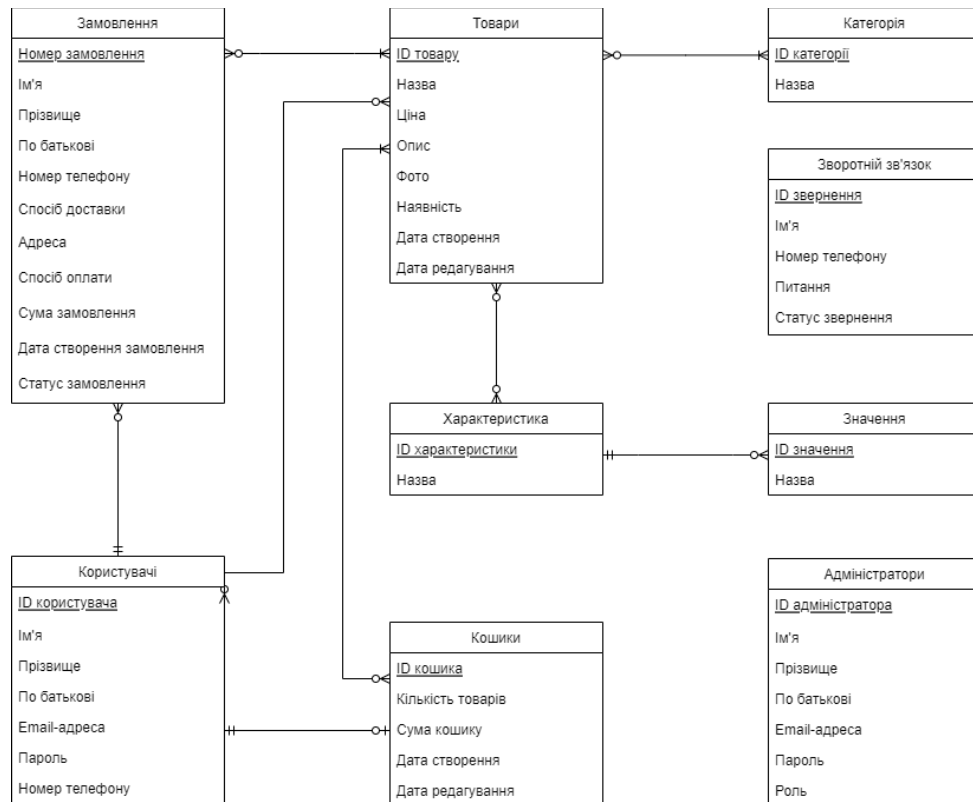 Замовлення
Номер замовлення
Ім'я
Прізвище
По батькові
Номер телефону
Спосіб доставки
Адреса
Спосіб оплати
Сума замовлення
Дата створення замовлення
Статус замовлення
Товари
ID товару
Назва
Ціна
Опис
Фото
Наявність
Дата створення
Дата редагування
Категорія
ID категорії
Назва
Зворотній зв'язок
ID звернення
Ім'я
Номер телефону
Питання
Статус звернення
Характеристика
ID характеристики
Назва
Значення
ID значення
Назва
Користувачі
ID користувача
Ім'я
Прізвище
По батькові
Email-адреса
Пароль
Номер телефону
Кошики
ID кошика
Кількість товарів
Сума кошику
Дата створення
Дата редагування
Адміністратори
ID адміністратора
Ім'я
Прізвище
По батькові
Email-адреса
Пароль
Роль